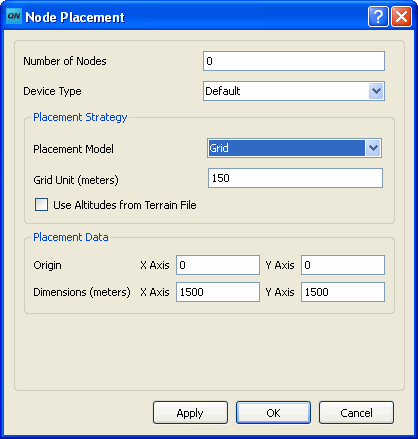 QN Node Placement ?
Number of Nodes 0
Device Type Default
Placement Strategy
Placement Model Grid
Grid Unit (meters) 150
Use Altitudes from Terrain File
Placement Data
Origin X Axis 0 Y Axis 0
Dimensions (meters) X Axis 1500 Y Axis 1500
Apply OK Cancel